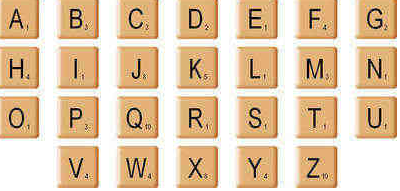 A1 B3 C3 D2 E1 F4 G2
H4 I1 J8 K5 L1 M3 N1
O1 P3 Q10 R1 S1 T1 U1
V4 W4 X8 Y4 Z10